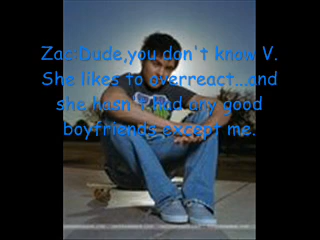 Zac:Dude,you don't know V.
She likes to overreact...and
she hasn't had any good
boyfriends except me.